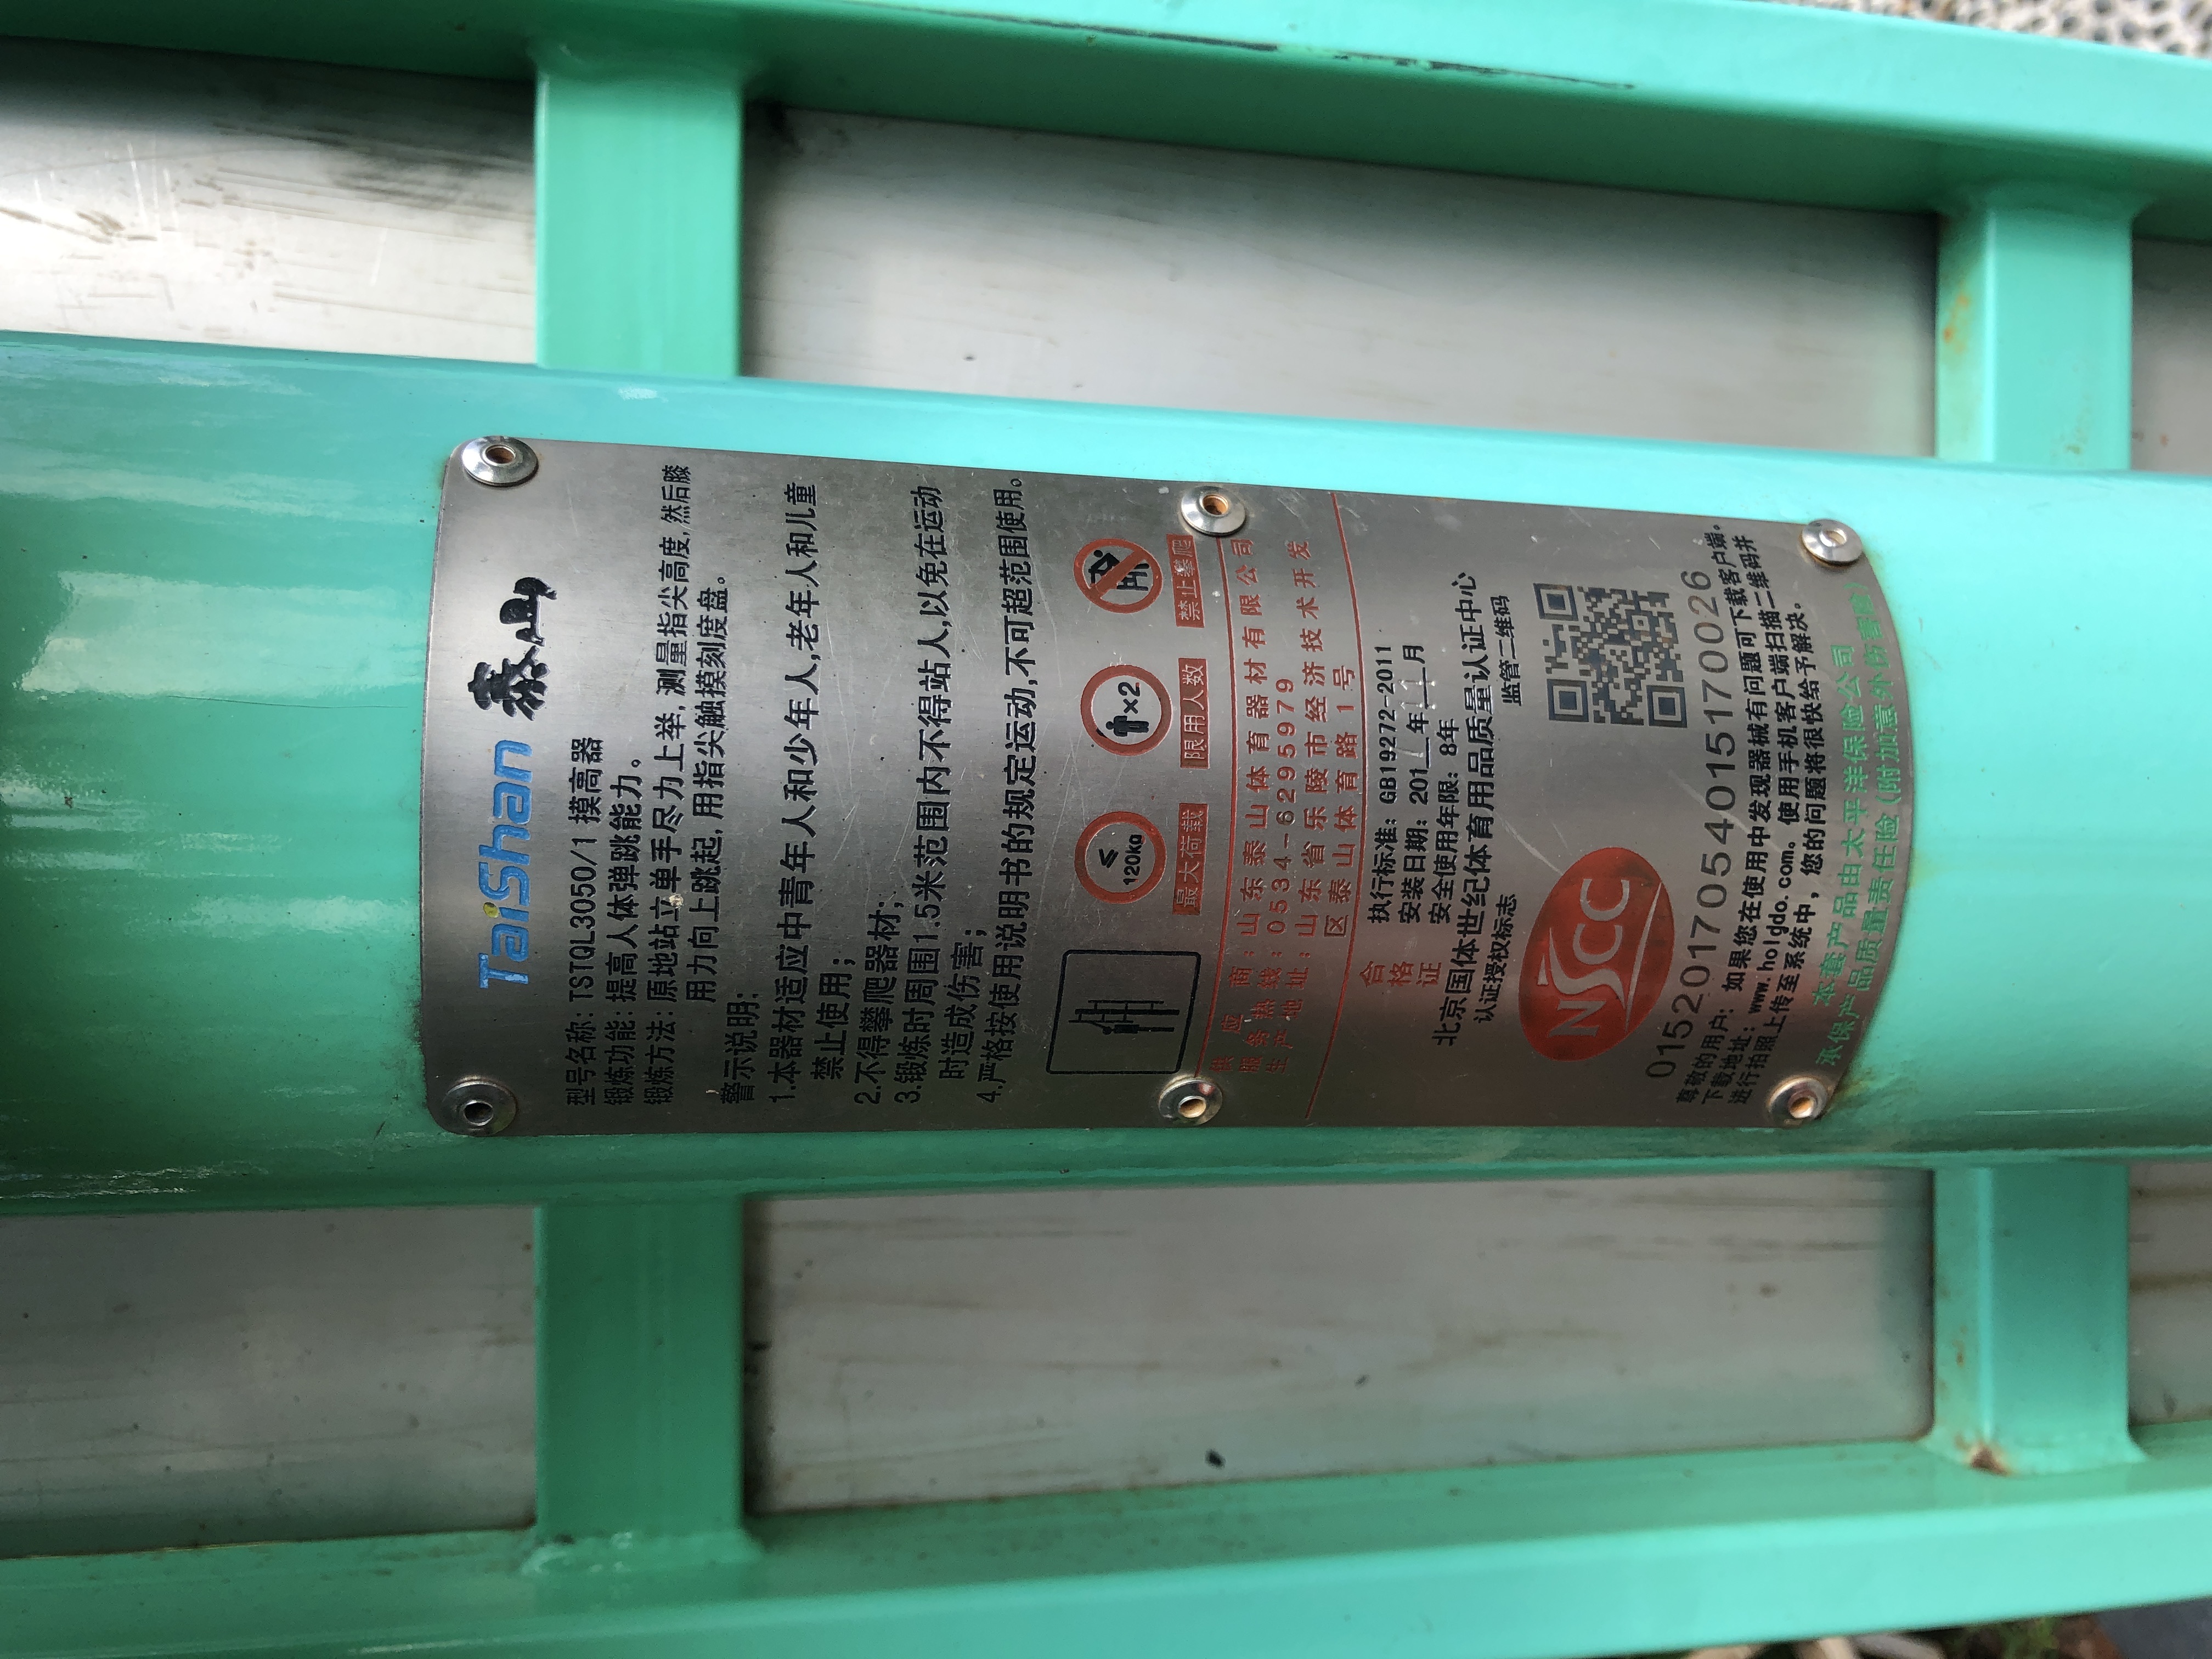 TaiShan 泰山
型号名称: TSTQL3050/1 摸高器
锻炼功能: 提高人体弹跳能力。
锻炼方法: 原地站立单手尽力上举, 测量指尖高度, 然后膝
用力向上跳起, 用指尖触摸刻度盘。
警示说明:
1.本器材适应中青年人和少年人,老年人和儿童
禁止使用;
2.不得攀爬器材;
3.锻炼时周围1.5米范围内不得站人,以免在运动
时造成伤害;
4.严格按使用说明书的规定运动,不可超范围使用。
≤
120kg
×2
最大荷载 限用人数 禁止攀爬
供应商: 山东泰山体育器材有限公司
服务热线: 0534-6295979
生产地址: 山东省乐陵市经济技术开发
区泰山体育路1号
合格证
执行标准: GB19272-2011
安装日期: 201 年11月
安全使用年限: 8年
北京国体世纪体育用品质量认证中心
认证授权标志 监管二维码
NSCC
015201705401517 0026
尊敬的用户: 如果您在使用中发现器械有问题可下载客户端。
下载地址: www.holgdo.com。使用手机客户端扫描二维码并
进行拍照上传至系统中, 您的问题将很快给予解决。
本套产品由太平洋保险公司
承保产品质量责任险(附加意外伤害险)